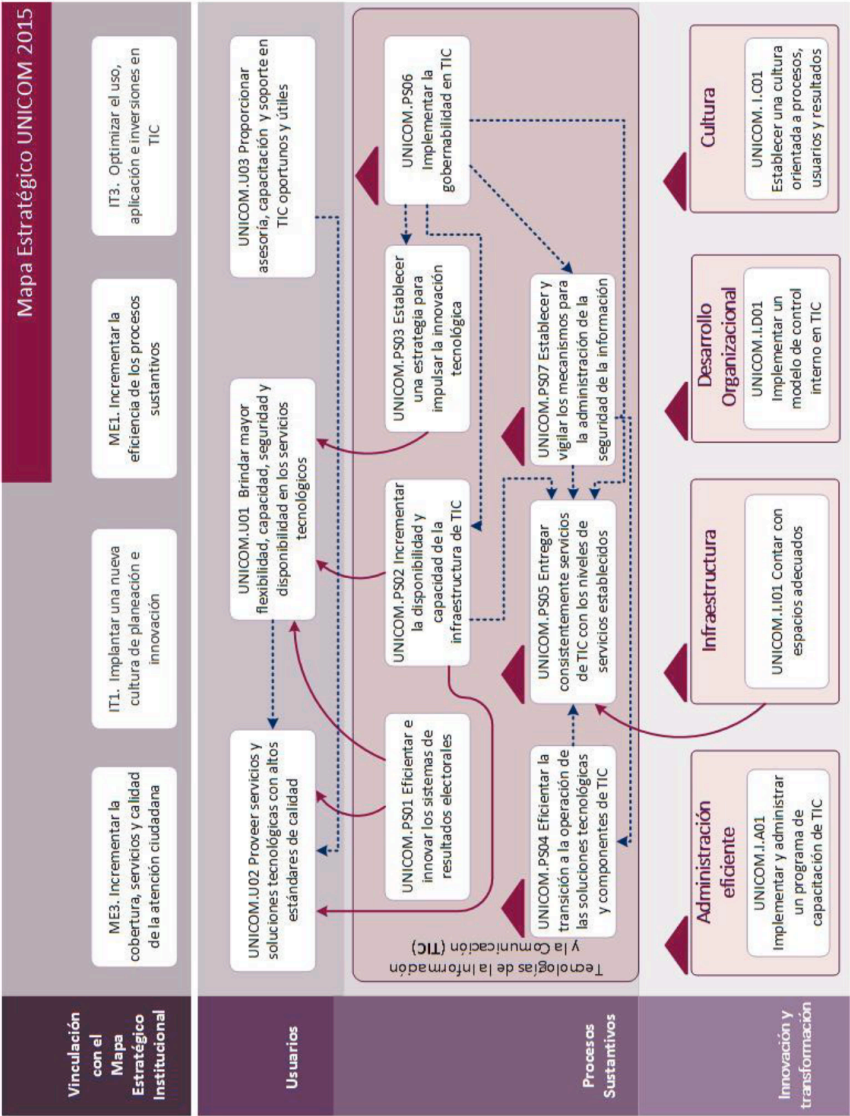 Mapa Estratégico UNICOM 2015
Vinculación
con el
Mapa
Estratégico
Institucional
ME3. Incrementar la
cobertura, servicios y calidad
de la atención ciudadana
IT1. Implantar una nueva
cultura de planeación e
innovación
ME1. Incrementar la
eficiencia de los procesos
sustantivos
IT3. Optimizar el uso,
aplicación e inversiones en
TIC
Usuarios
UNICOM.U02 Proveer servicios y
soluciones tecnológicas con altos
estándares de calidad
UNICOM.U01 Brindar mayor
flexibilidad, capacidad, seguridad y
disponibilidad en los servicios
tecnológicos
UNICOM.U03 Proporcionar
asesoría, capacitación y soporte en
TIC oportunos y útiles
Procesos
Sustantivos
Tecnologías de la Información
y la Comunicación (TIC)
UNICOM.PS01 Eficientar e
innovar los sistemas de
resultados electorales
UNICOM.PS02 Incrementar
la disponibilidad y
capacidad de la
infraestructura de TIC
UNICOM.PS03 Establecer
una estrategia para
impulsar la innovación
tecnológica
UNICOM.PS06
Implementar la
gobernabilidad en TIC
UNICOM.PS04 Eficientar la
transición a la operación de
las soluciones tecnológicas
y componentes de TIC
UNICOM.PS05 Entregar
consistentemente servicios
de TIC con los niveles de
servicios establecidos
UNICOM.PS07 Establecer y
vigilar los mecanismos para
la administración de la
seguridad de la información
Innovación y
transformación
Administración
eficiente
UNICOM.I.A01
Implementar y administrar
un programa de
capacitación de TIC
Infraestructura
UNICOM.I.I01 Contar con
espacios adecuados
Desarrollo
Organizacional
UNICOM.I.D01
Implementar un
modelo de control
interno en TIC
Cultura
UNICOM. I.C01
Establecer una cultura
orientada a procesos,
usuarios y resultados